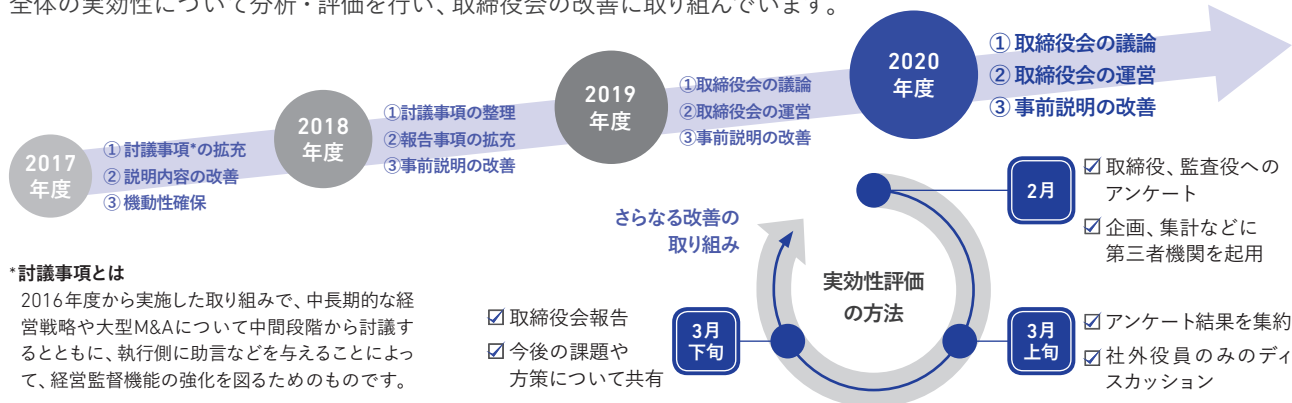 全体の実効性について分析・評価を行い、取締役会の改善に取り組んでいます。
2017
年度
① 討議事項*の拡充
② 説明内容の改善
③ 機動性確保
2018
年度
①討議事項の整理
②報告事項の拡充
③事前説明の改善
2019
年度
①取締役会の議論
②取締役会の運営
③事前説明の改善
2020
年度
① 取締役会の議論
② 取締役会の運営
③ 事前説明の改善
*討議事項とは
2016年度から実施した取り組みで、中長期的な経
営戦略や大型M&Aについて中間段階から討議す
るとともに、執行側に助言などを与えることによっ
て、経営監督機能の強化を図るためのものです。
実効性評価
の方法
2月
取締役、監査役への
アンケート
企画、集計などに
第三者機関を起用
3月
上旬
アンケート結果を集約
社外役員のみのディ
スカッション
3月
下旬
取締役会報告
今後の課題や
方策について共有
さらなる改善の
取り組み